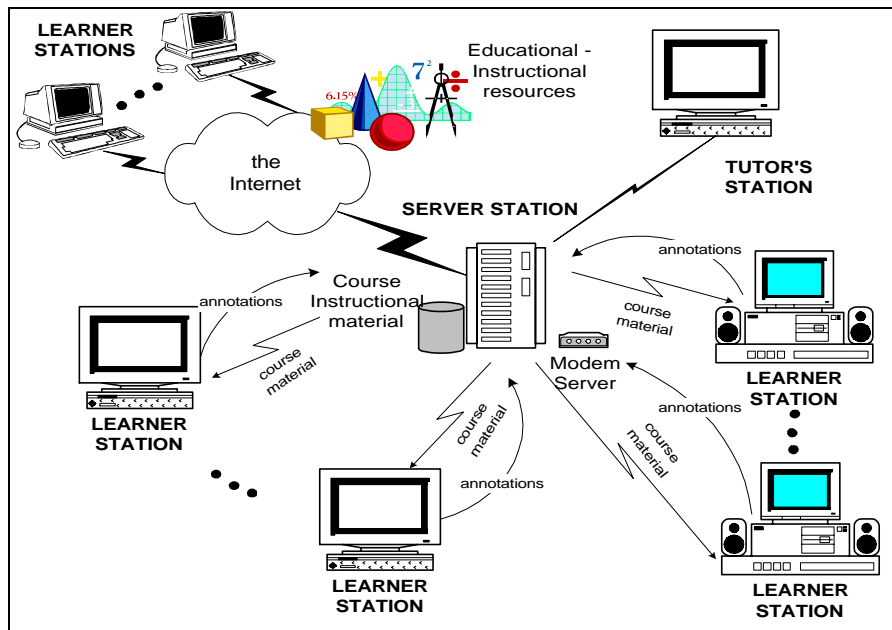 LEARNER
STATIONS
Educational -
Instructional
resources
7 2
6.15%
the
Internet
TUTOR'S
STATION
SERVER STATION
annotations
course
material
LEARNER
STATION
Course
Instructional
material
annotations
course
material
LEARNER
STATION
Modem
Server
annotations
course
material
course
material
annotations
LEARNER
STATION
LEARNER
STATION